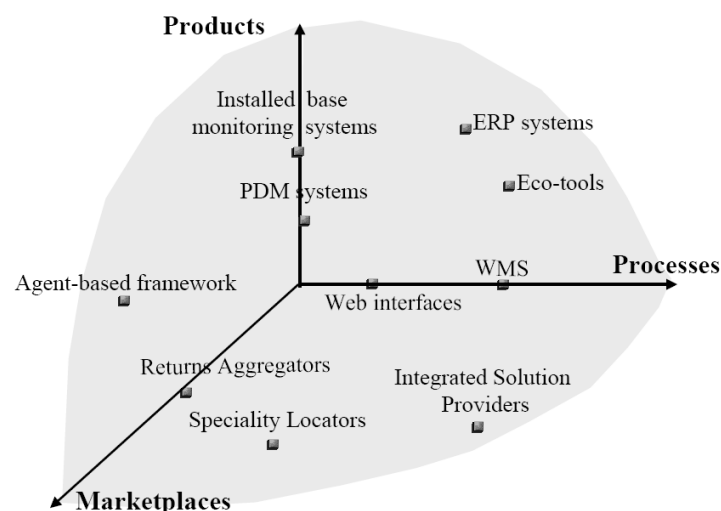 Products
Installed base
monitoring systems
ERP systems
PDM systems
Eco-tools
Processes
WMS
Agent-based framework
Web interfaces
Returns Aggregators
Integrated Solution
Providers
Speciality Locators
Marketplaces